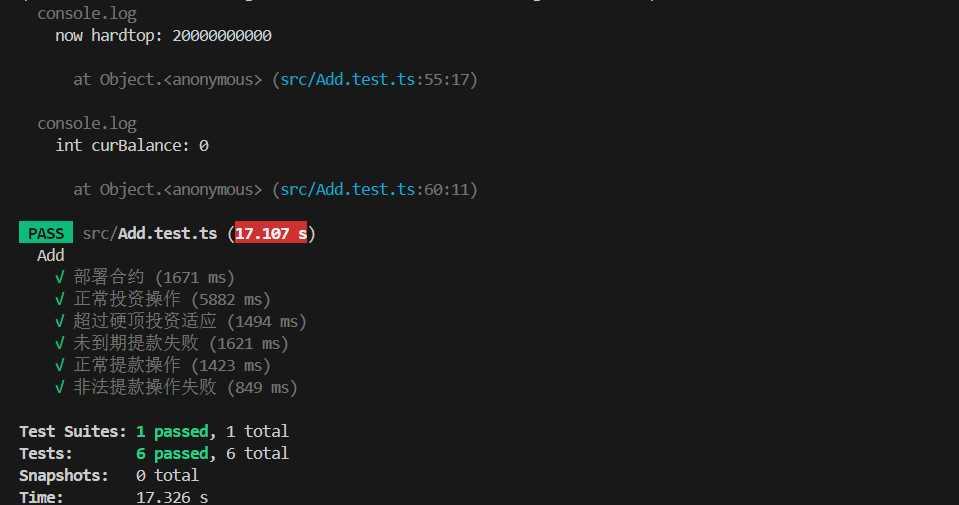 console.log
now hardtop: 20000000000
at Object.<anonymous> (src/Add.test.ts:55:17)
console.log
int curBalance: 0
at Object.<anonymous> (src/Add.test.ts:60:11)
PASS src/Add.test.ts (17.107 s)
Add
√ 部署合约 (1671 ms)
√ 正常投资操作 (5882 ms)
√ 超过硬顶投资适应 (1494 ms)
√ 未到期提款失败 (1621 ms)
√ 正常提款操作 (1423 ms)
√ 非法提款操作失败 (849 ms)
Test Suites: 1 passed, 1 total
Tests: 6 passed, 6 total
Snapshots: 0 total
Time: 17.326 s